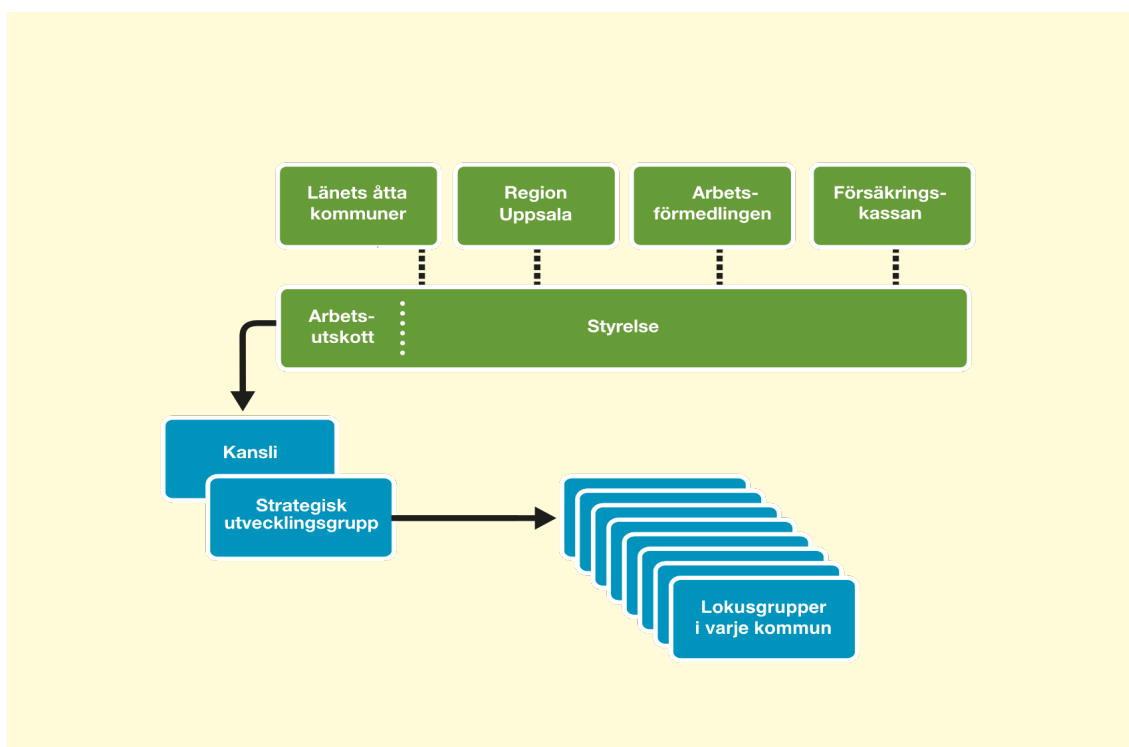 Länets åtta
kommuner
Region
Uppsala
Arbets-
förmedlingen
Försäkrings-
kassan
Arbets-
utskott
Styrelse
Kansli
Strategisk
utvecklingsgrupp
Lokusgrupper
i varje kommun